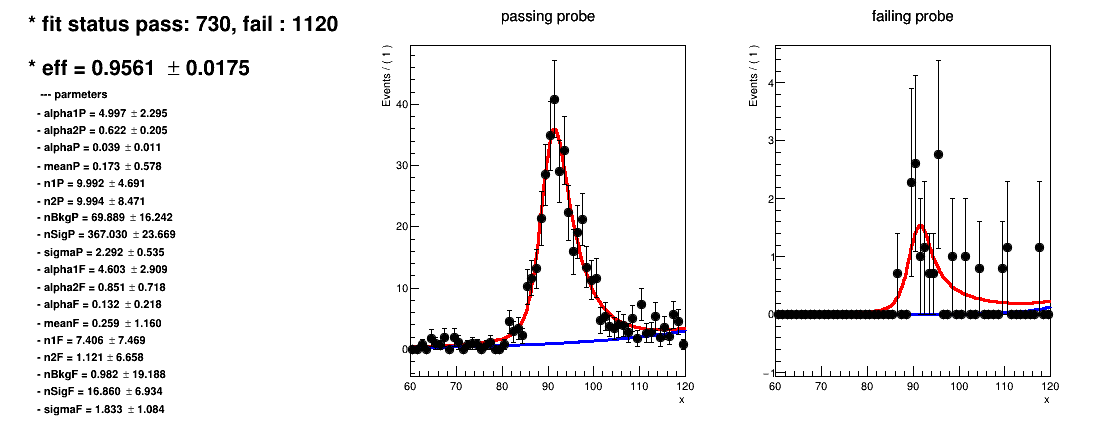 * fit status pass: 730, fail : 1120
* eff = 0.9561 ± 0.0175
--- parmeters
- alpha1P = 4.997 ± 2.295
- alpha2P = 0.622 ± 0.205
- alphaP = 0.039 ± 0.011
- meanP = 0.173 ± 0.578
- n1P = 9.992 ± 4.691
- n2P = 9.994 ± 8.471
- nBkgP = 69.889 ± 16.242
- nSigP = 367.030 ± 23.669
- sigmaP = 2.292 ± 0.535
- alpha1F = 4.603 ± 2.909
- alpha2F = 0.851 ± 0.718
- alphaF = 0.132 ± 0.218
- meanF = 0.259 ± 1.160
- n1F = 7.406 ± 7.469
- n2F = 1.121 ± 6.658
- nBkgF = 0.982 ± 19.188
- nSigF = 16.860 ± 6.934
- sigmaF = 1.833 ± 1.084
passing probe
Events / ( 1 )
40
30
20
10
0
60 70 80 90 100 110 120
x
failing probe
Events / ( 1 )
4
3
2
1
0
−1
60 70 80 90 100 110 120
x